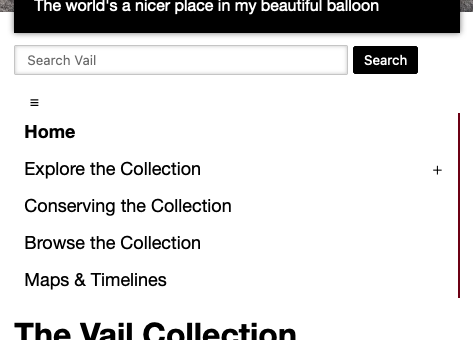 The world's a nicer place in my beautiful balloon
Search Vail
Search
≡
Home
Explore the Collection +
Conserving the Collection
Browse the Collection
Maps & Timelines
The Vail Collection